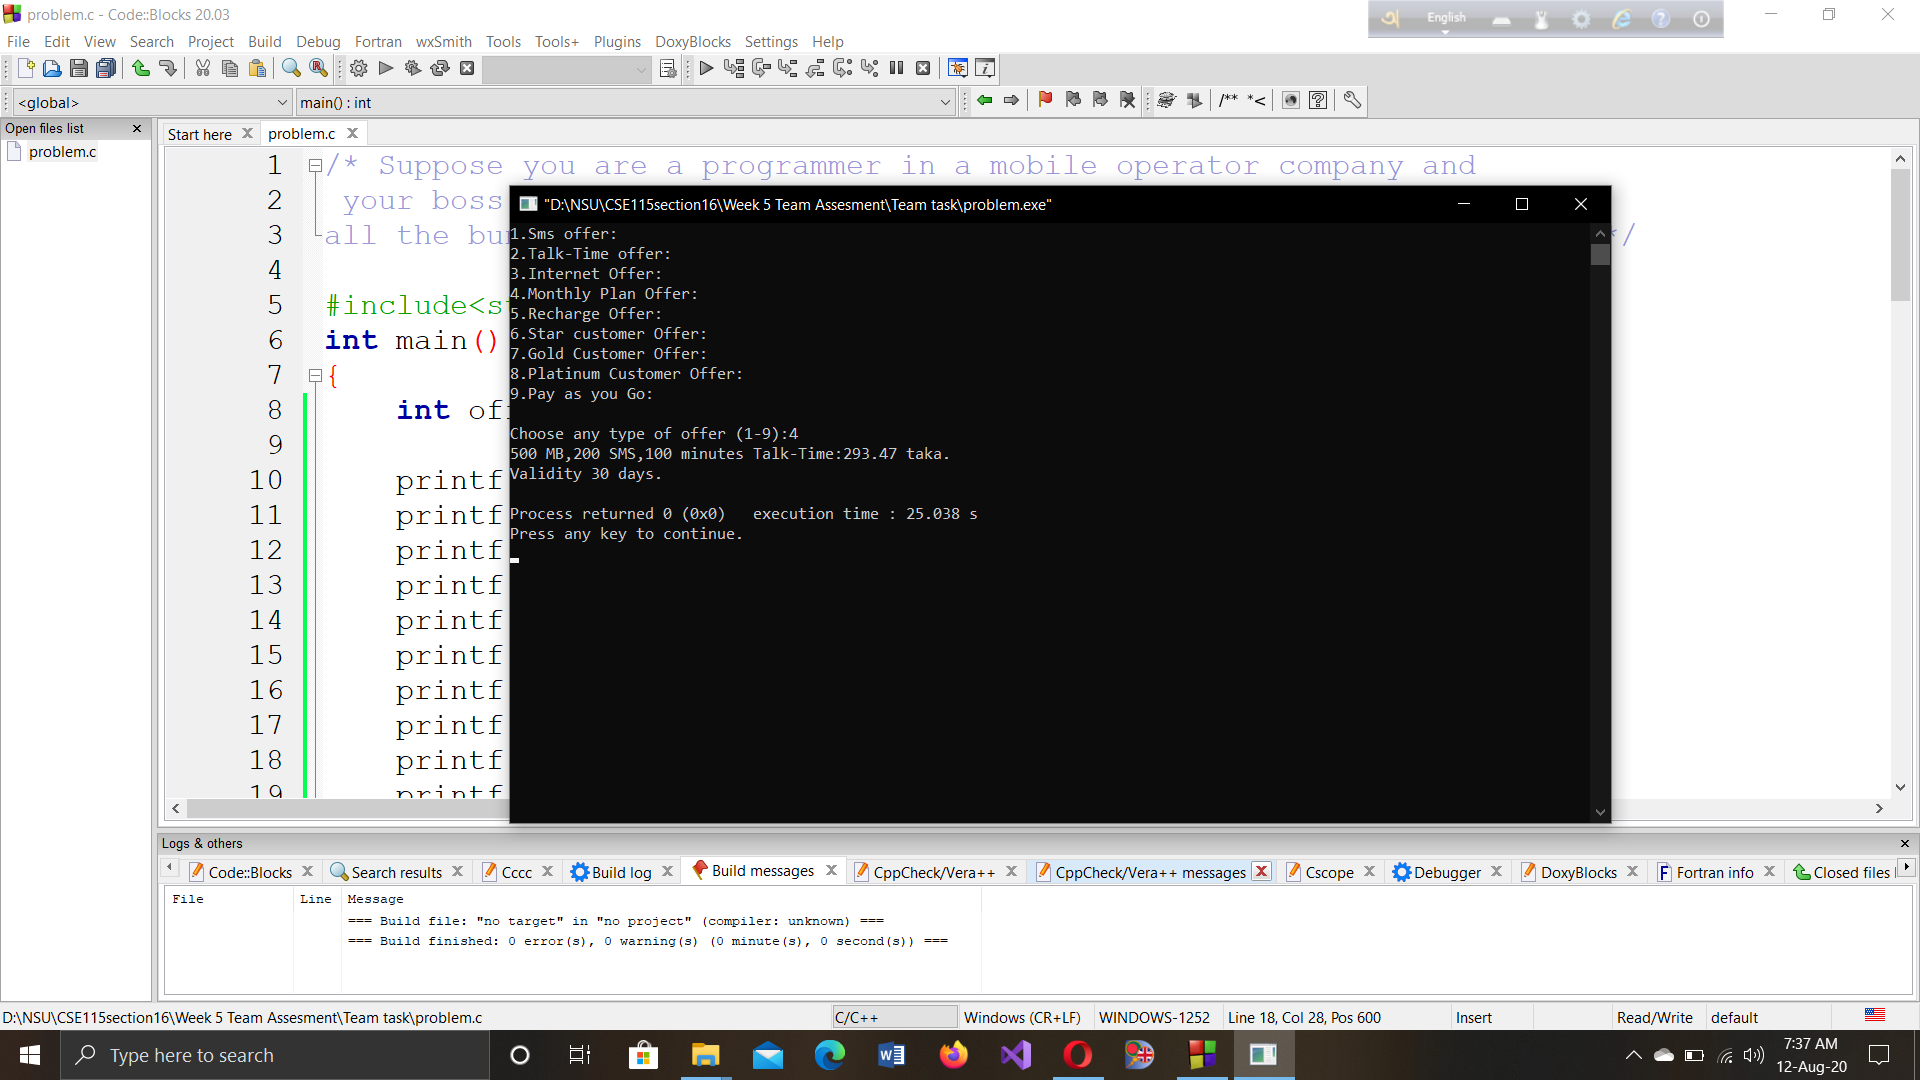 problem.c - Code::Blocks 20.03
English
File Edit View Search Project Build Debug Fortran wxSmith Tools Tools+ Plugins DoxyBlocks Settings Help
<global> main() : int
/** *<
Open files list
problem.c
Start here problem.c
1 /* Suppose you are a programmer in a mobile operator company and
2 your boss
3 all the */
4
5 #include<s
6 int main()
7 {
8 int
9
10 printf
11 printf
12 printf
13 printf
14 printf
15 printf
16 printf
17 printf
18 printf
19 printf
"D:\NSU\CSE115section16\Week 5 Team Assesment\Team task\problem.exe"
1.Sms offer:
2.Talk-Time offer:
3.Internet Offer:
4.Monthly Plan Offer:
5.Recharge Offer:
6.Star customer Offer:
7.Gold Customer Offer:
8.Platinum Customer Offer:
9.Pay as you Go:
Choose any type of offer (1-9):4
500 MB,200 SMS,100 minutes Talk-Time:293.47 taka.
Validity 30 days.
Process returned 0 (0x0) execution time : 25.038 s
Press any key to continue.
Logs & others
Code::Blocks Search results Cccc Build log Build messages CppCheck/Vera++ CppCheck/Vera++ messages Cscope Debugger DoxyBlocks Fortran info Closed files
File Line Message
=== Build file: "no target" in "no project" (compiler: unknown) ===
=== Build finished: 0 error(s), 0 warning(s) (0 minute(s), 0 second(s)) ===
D:\NSU\CSE115section16\Week 5 Team Assesment\Team task\problem.c C/C++ Windows (CR+LF) WINDOWS-1252 Line 18, Col 28, Pos 600 Insert Read/Write default
Type here to search
7:37 AM
12-Aug-20